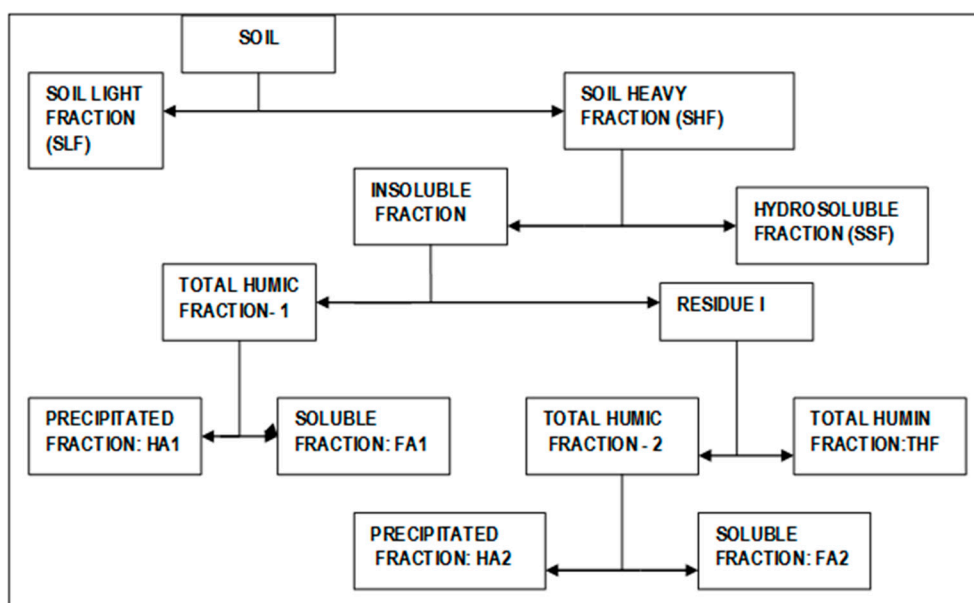 SOIL
SOIL LIGHT
FRACTION
(SLF)
SOIL HEAVY
FRACTION (SHF)
INSOLUBLE
FRACTION
HYDROSOLUBLE
FRACTION (SSF)
TOTAL HUMIC
FRACTION- 1
RESIDUE I
PRECIPITATED
FRACTION: HA1
SOLUBLE
FRACTION: FA1
TOTAL HUMIC
FRACTION - 2
TOTAL HUMIN
FRACTION:THF
PRECIPITATED
FRACTION: HA2
SOLUBLE
FRACTION: FA2